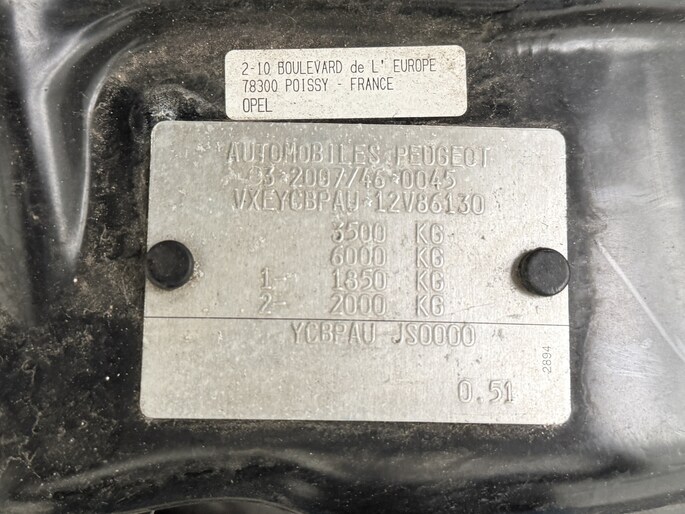 2-10 BOULEVARD de L' EUROPE
78300 POISSY - FRANCE
OPEL
AUTOMOBILES PEUGEOT
3 2007/46 0045
VXEYCBPAU 12V86130
3500 KG
6000 KG
1- 1850 KG
2- 2000 KG
YCBPAU JS0000
2894
0.51